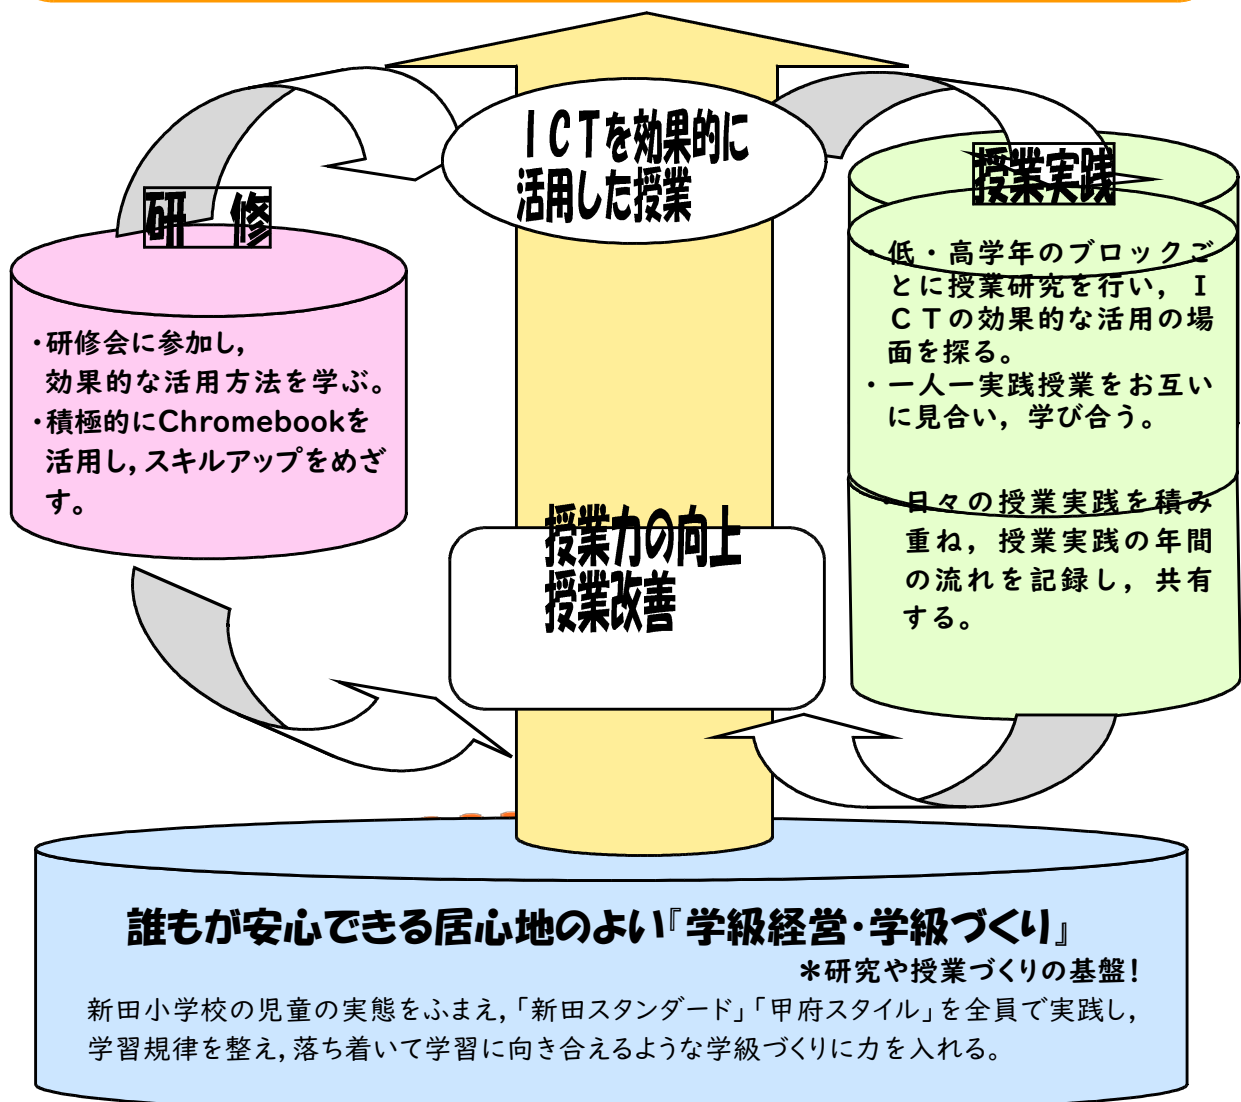 ＩＣＴを効果的に
活用した授業
研　修
・研修会に参加し，
効果的な活用方法を学ぶ。
・積極的にChromebookを
活用し，スキルアップをめざ
す。
授業実践
・低・高学年のブロックご
とに授業研究を行い，Ｉ
ＣＴの効果的な活用の場
面を探る。
・一人一実践授業をお互い
に見合い，学び合う。
・日々の授業実践を積み
重ね，授業実践の年間
の流れを記録し，共有
する。
授業力の向上
授業改善
誰もが安心できる居心地のよい『学級経営・学級づくり』
＊研究や授業づくりの基盤！
新田小学校の児童の実態をふまえ，「新田スタンダード」「甲府スタイル」を全員で実践し，
学習規律を整え，落ち着いて学習に向き合えるような学級づくりに力を入れる。